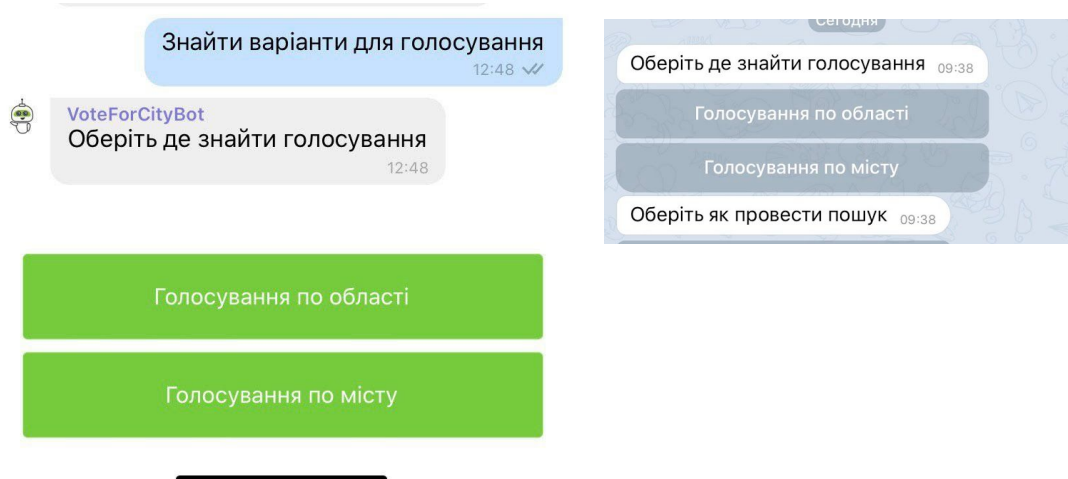 Знайти варіанти для голосування
12:48
VoteForCityBot
Оберіть де знайти голосування
12:48
Голосування по області
Голосування по місту
Сегодня
Оберіть де знайти голосування 09:38
Голосування по області
Голосування по місту
Оберіть як провести пошук 09:38